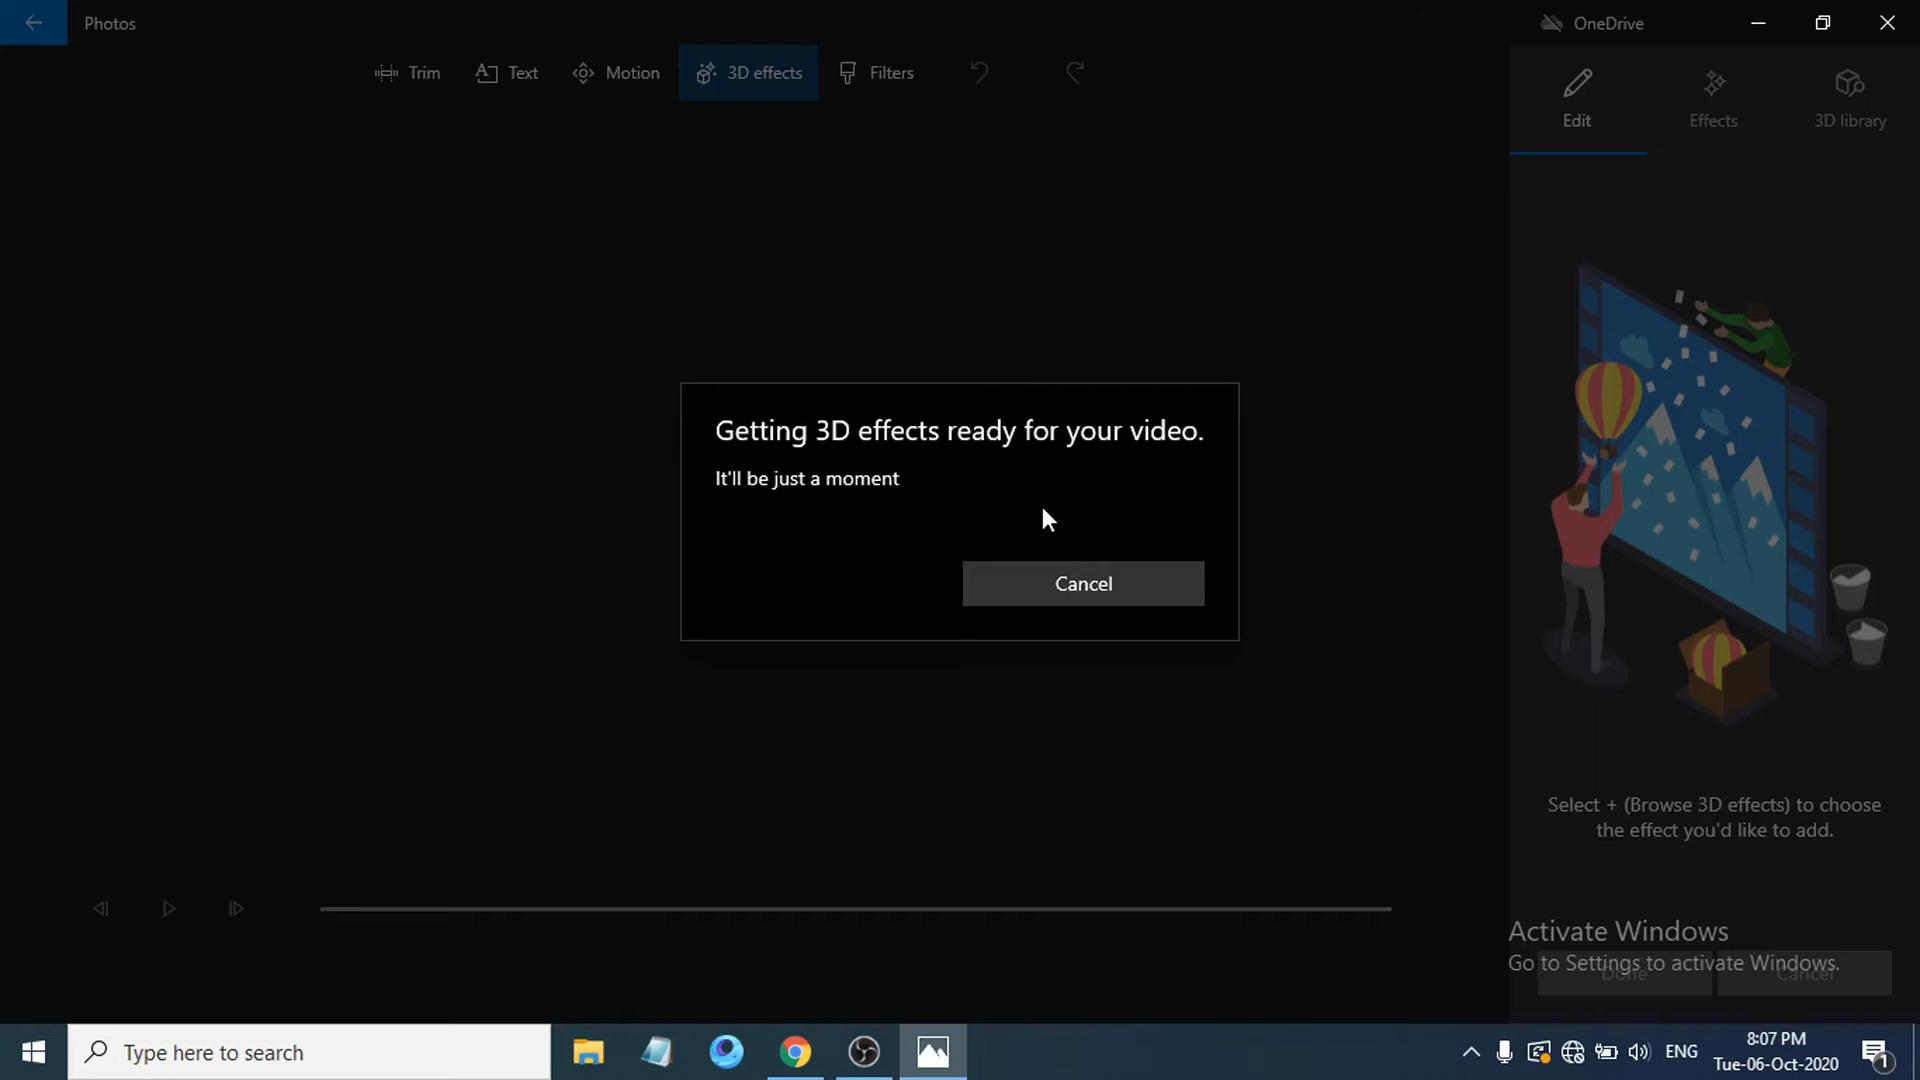 Photos
OneDrive
Trim
Text
Motion
3D effects
Filters
Edit
Effects
3D library
Getting 3D effects ready for your video.
It'll be just a moment
Cancel
Select + (Browse 3D effects) to choose
the effect you'd like to add.
Activate Windows
Go to Settings to activate Windows.
Done
Cancel
Type here to search
ENG
8:07 PM
Tue-06-Oct-2020
1